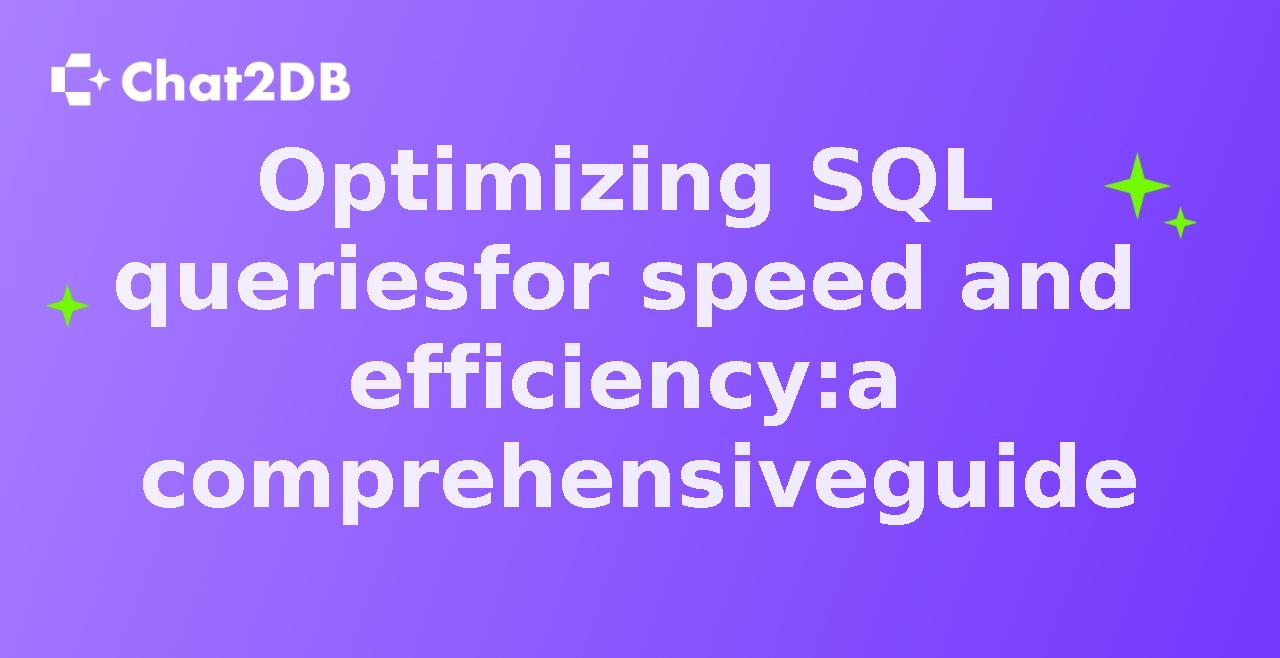 Chat2DB
Optimizing SQL
queriesfor speed and
efficiency:a
comprehensiveguide